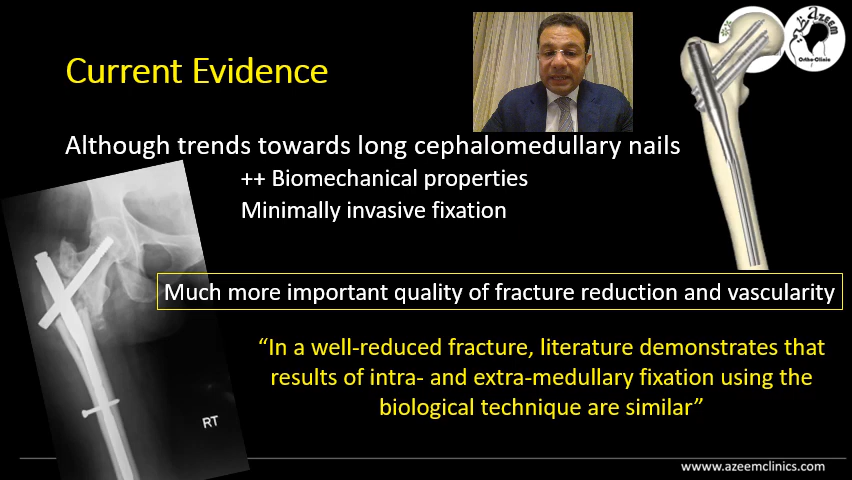 Current Evidence
Azeem
Ortho-Clinic
Although trends towards long cephalomedullary nails
++ Biomechanical properties
Minimally invasive fixation
Much more important quality of fracture reduction and vascularity
“In a well-reduced fracture, literature demonstrates that
results of intra- and extra-medullary fixation using the
biological technique are similar”
RT
www.azeemclinics.com